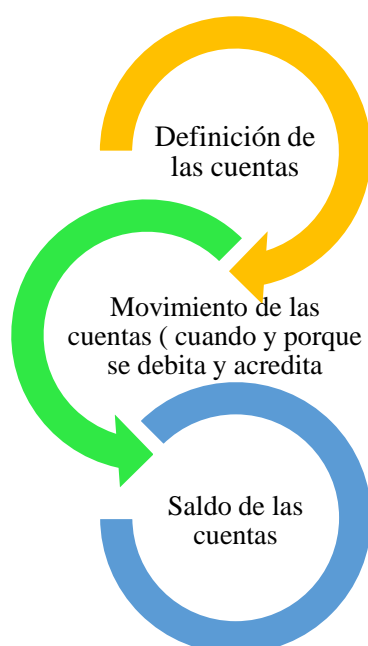 Definición de
las cuentas
Movimiento de las
cuentas ( cuando y porque
se debita y acredita
Saldo de las
cuentas